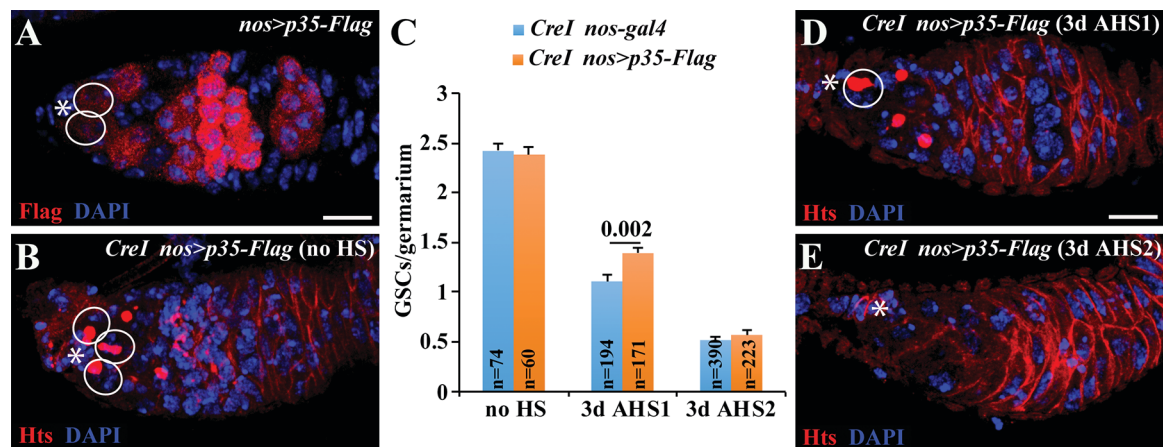 A
nos>p35-Flag
*
Flag DAPI
B
CreI nos>p35-Flag (no HS)
*
Hts DAPI
C
CreI nos-gal4
CreI nos>p35-Flag
GSCs/germarium
3
2.5
2
1.5
1
0.5
0
0.002
n=74
n=60
n=194
n=171
n=390
n=223
no HS
3d AHS1
3d AHS2
D
CreI nos>p35-Flag (3d AHS1)
*
Hts DAPI
E
CreI nos>p35-Flag (3d AHS2)
*
Hts DAPI